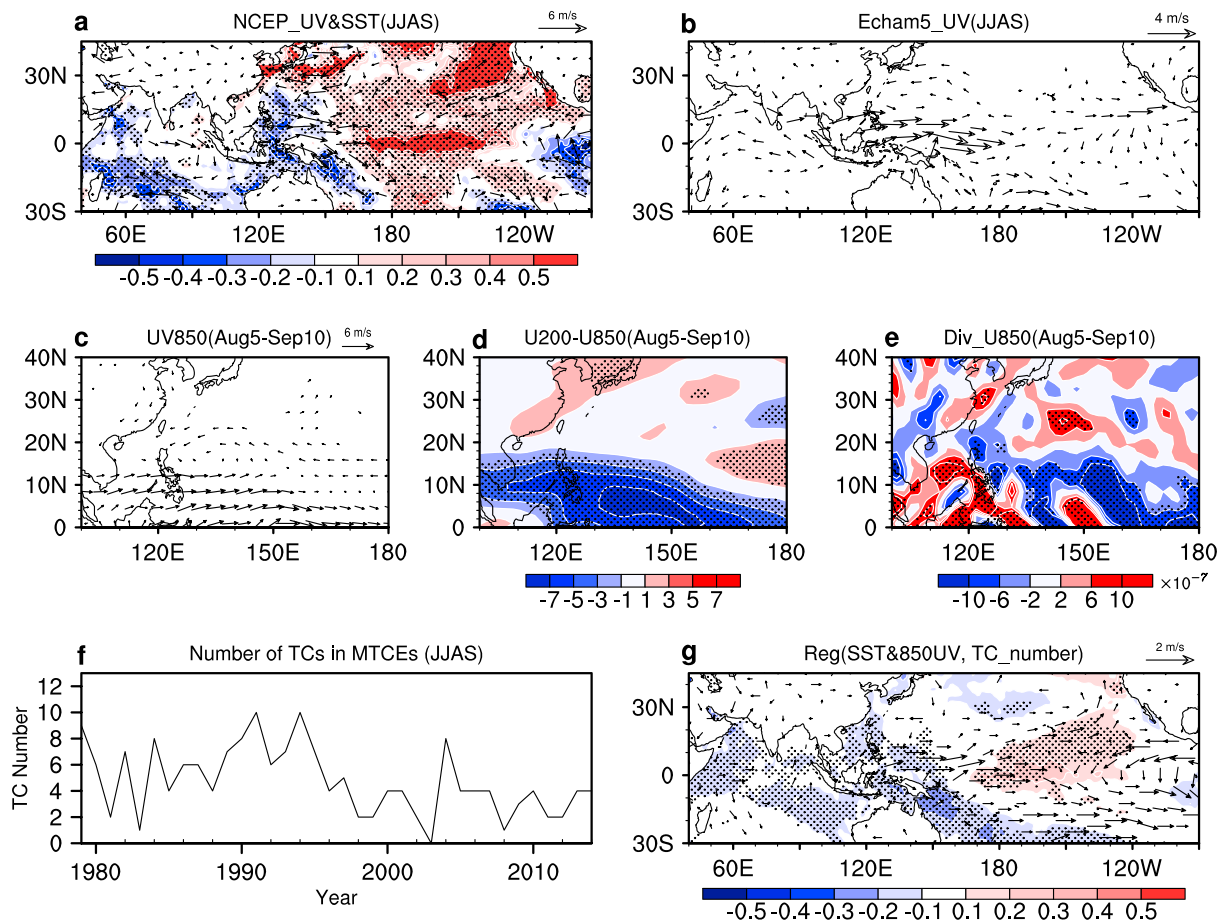 a NCEP_UV&SST(JJAS) 6 m/s
30N
0
30S
60E 120E 180 120W
-0.5 -0.4 -0.3 -0.2 -0.1 0.1 0.2 0.3 0.4 0.5
b Echam5_UV(JJAS) 4 m/s
30N
0
30S
60E 120E 180 120W
c UV850(Aug5-Sep10) 6 m/s
40N
30N
20N
10N
0
120E 150E 180
d U200-U850(Aug5-Sep10)
40N
30N
20N
10N
0
120E 150E 180
-7 -5 -3 -1 1 3 5 7
e Div_U850(Aug5-Sep10)
40N
30N
20N
10N
0
120E 150E 180
-10 -6 -2 2 6 10 ×10⁻⁷
f Number of TCs in MTCEs (JJAS)
TC Number
12
10
8
6
4
2
0
1980 1990 2000 2010
Year
g Reg(SST&850UV, TC_number) 2 m/s
30N
0
30S
60E 120E 180 120W
-0.5 -0.4 -0.3 -0.2 -0.1 0.1 0.2 0.3 0.4 0.5